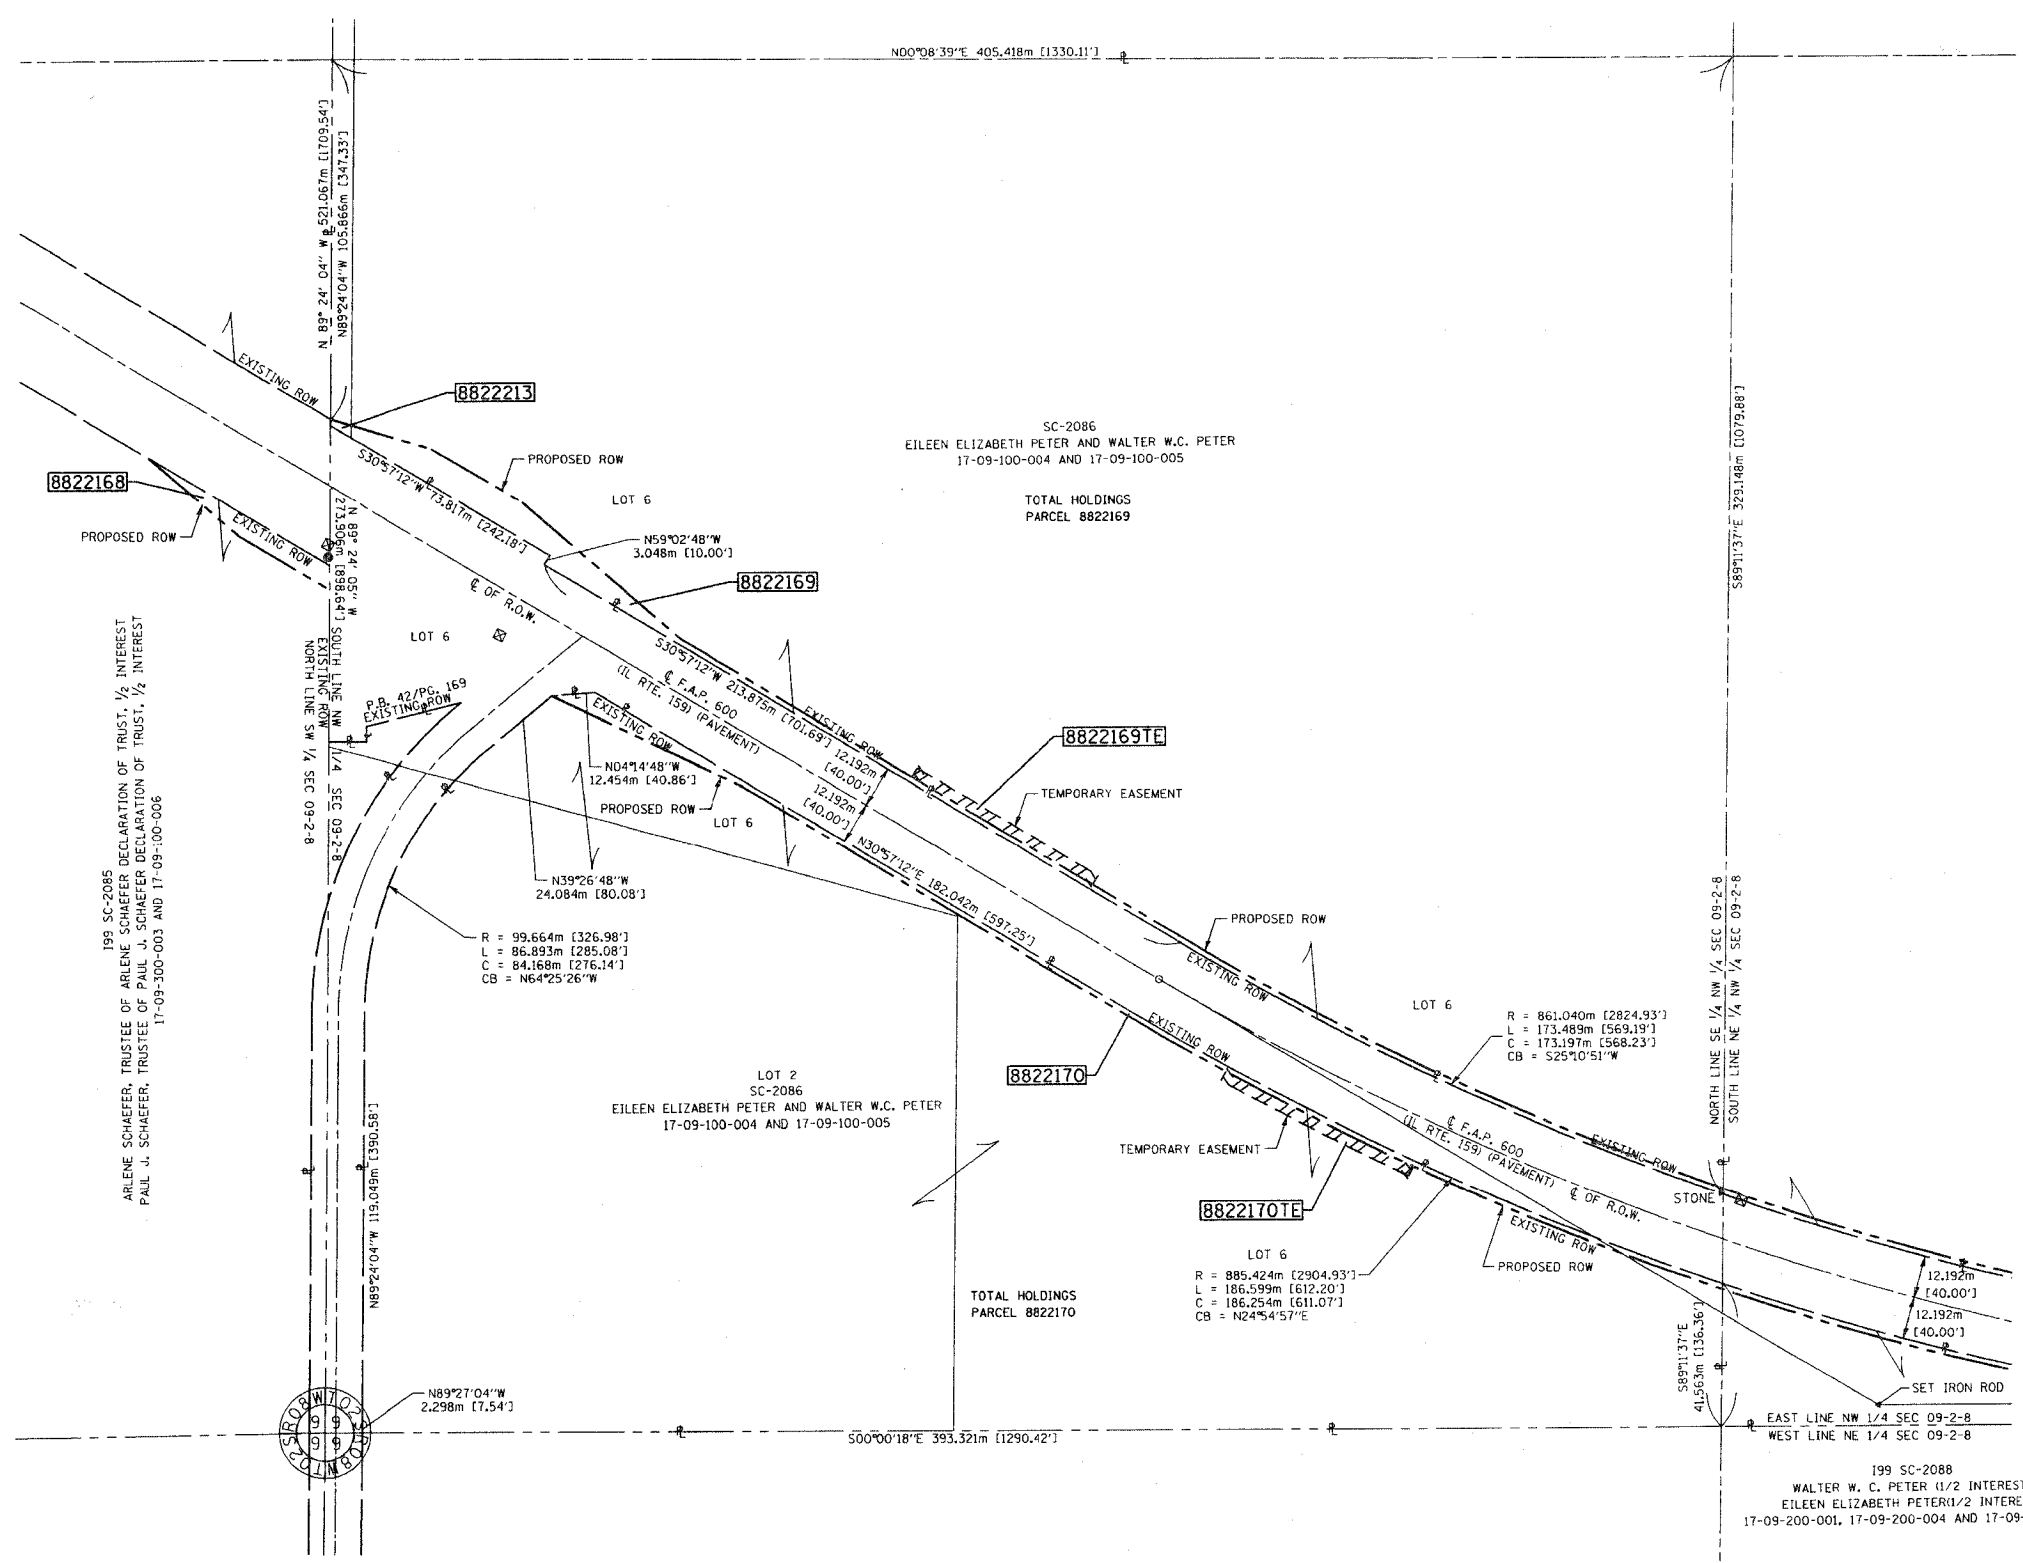 N00°08'39"E 405.418m [1330.11']
N 89° 24' 04" W 521.067m [1709.54']
N89°24'04"W 105.866m [347.33']
EXISTING ROW
8822213
S30°57'12"W 73.817m [242.18']
PROPOSED ROW
LOT 6
SC-2086
EILEEN ELIZABETH PETER AND WALTER W.C. PETER
17-09-100-004 AND 17-09-100-005
TOTAL HOLDINGS
PARCEL 8822169
S89°11'37"E 329.148m [1079.88']
8822168
PROPOSED ROW
EXISTING ROW
N 89° 24' 05" W
273.906m [898.64']
N59°02'48"W
3.048m [10.00']
8822169
℄ OF R.O.W.
LOT 6
S30°57'12"W 213.875m [701.69']
℄ F.A.P. 600
(IL RTE. 159) (PAVEMENT)
EXISTING ROW
SOUTH LINE NW 1/4 SEC 09-2-8
EXISTING ROW
NORTH LINE SW 1/4 SEC 09-2-8
P.B. 42/PG. 169
EXISTING ROW
EXISTING ROW
N04°14'48"W
12.454m [40.86']
PROPOSED ROW
LOT 6
12.192m
[40.00']
12.192m
[40.00']
8822169TE
TEMPORARY EASEMENT
I99 SC-2085
ARLENE SCHAEFER, TRUSTEE OF ARLENE SCHAEFER DECLARATION OF TRUST, 1/2 INTEREST
PAUL J. SCHAEFER, TRUSTEE OF PAUL J. SCHAEFER DECLARATION OF TRUST, 1/2 INTEREST
17-09-300-003 AND 17-09-100-006
N39°26'48"W
24.084m [80.08']
R = 99.664m [326.98']
L = 86.893m [285.08']
C = 84.168m [276.14']
CB = N64°25'26"W
N30°57'12"E 182.042m [597.25']
PROPOSED ROW
EXISTING ROW
LOT 6
R = 861.040m [2824.93']
L = 173.489m [569.19']
C = 173.197m [568.23']
CB = S25°10'51"W
NORTH LINE SE 1/4 NW 1/4 SEC 09-2-8
SOUTH LINE NE 1/4 NW 1/4 SEC 09-2-8
EXISTING ROW
8822170
LOT 2
SC-2086
EILEEN ELIZABETH PETER AND WALTER W.C. PETER
17-09-100-004 AND 17-09-100-005
TEMPORARY EASEMENT
℄ F.A.P. 600
(IL RTE. 159) (PAVEMENT)
EXISTING ROW
℄ OF R.O.W.
STONE
N89°24'04"W 119.049m [390.58']
8822170TE
EXISTING ROW
PROPOSED ROW
LOT 6
R = 885.424m [2904.93']
L = 186.599m [612.20']
C = 186.254m [611.07']
CB = N24°54'57"E
TOTAL HOLDINGS
PARCEL 8822170
12.192m
[40.00']
12.192m
[40.00']
S89°11'37"E
41.563m [136.36']
SET IRON ROD
N89°27'04"W
2.298m [7.54']
T02SR08W
T02SR08W
9 9
9 9
S00°00'18"E 393.321m [1290.42']
EAST LINE NW 1/4 SEC 09-2-8
WEST LINE NE 1/4 SEC 09-2-8
I99 SC-2088
WALTER W. C. PETER (1/2 INTEREST
EILEEN ELIZABETH PETER(1/2 INTERE
17-09-200-001, 17-09-200-004 AND 17-09-